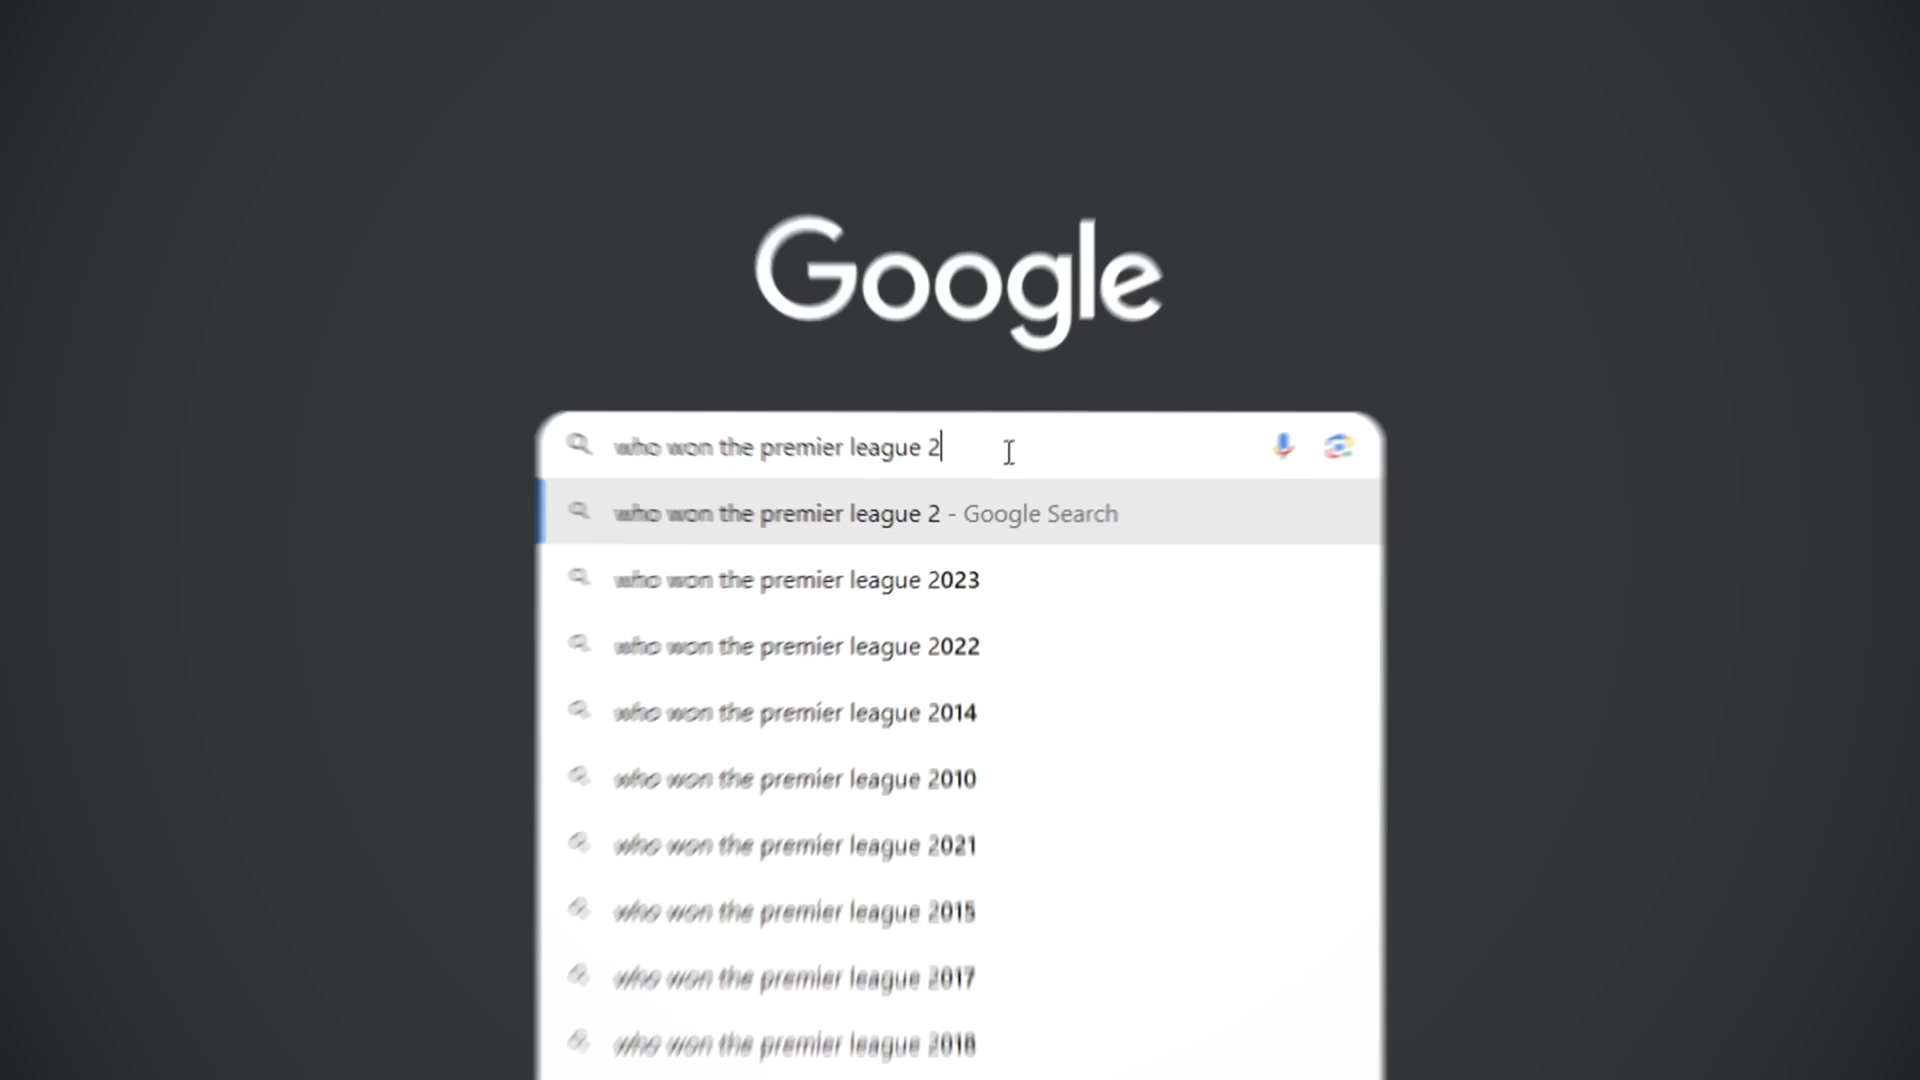 Google
who won the premier league 2
who won the premier league 2 - Google Search
who won the premier league 2023
who won the premier league 2022
who won the premier league 2014
who won the premier league 2010
who won the premier league 2021
who won the premier league 2015
who won the premier league 2017
who won the premier league 2018